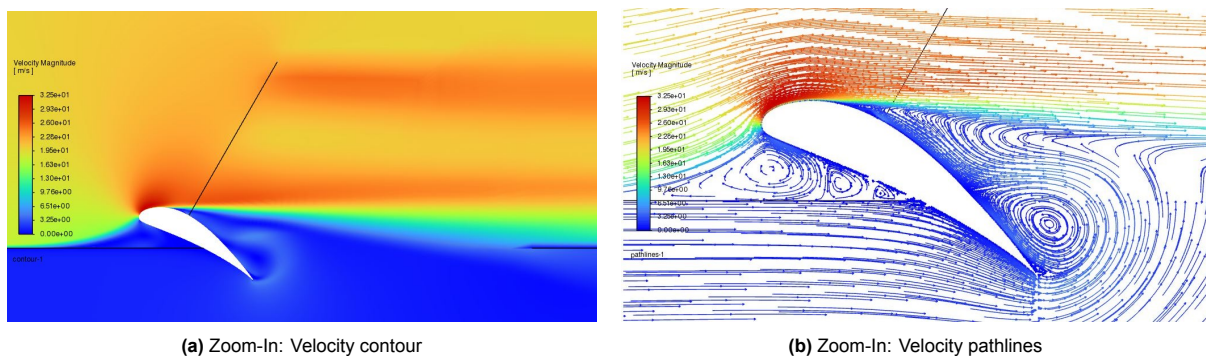 Velocity Magnitude
[ m/s ]
3.25e+01
2.93e+01
2.60e+01
2.28e+01
1.95e+01
1.63e+01
1.30e+01
9.76e+00
6.51e+00
3.25e+00
0.00e+00
contour-1
(a) Zoom-In: Velocity contour
Velocity Magnitude
[ m/s ]
3.25e+01
2.93e+01
2.60e+01
2.28e+01
1.95e+01
1.63e+01
1.30e+01
9.76e+00
6.51e+00
3.25e+00
0.00e+00
pathlines-1
(b) Zoom-In: Velocity pathlines